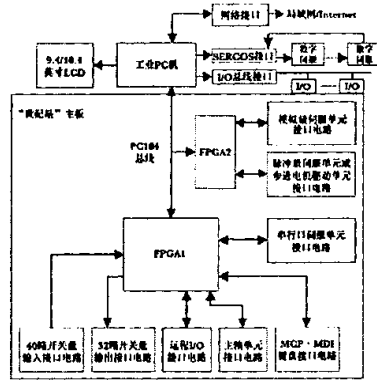 网络接口
局域网/Internet
9.4/10.4
英寸LCD
工业PC机
SERCOS接口
数字
伺服
数字
伺服
I/O总线接口
I/O
I/O
"世纪星"主板
PC104
总线
FPGA2
模拟量伺服单元
接口电路
脉冲量伺服单元或
步进电机驱动单元
接口电路
FPGA1
串行口伺服单元
接口电路
40路开关量
输入接口电路
32路开关量
输出接口电路
远程I/O
接口电路
主轴单元
接口电路
MCP·MDI
键盘接口电路